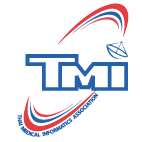 TMI
THAI MEDICAL INFORMATICS ASSOCIATION